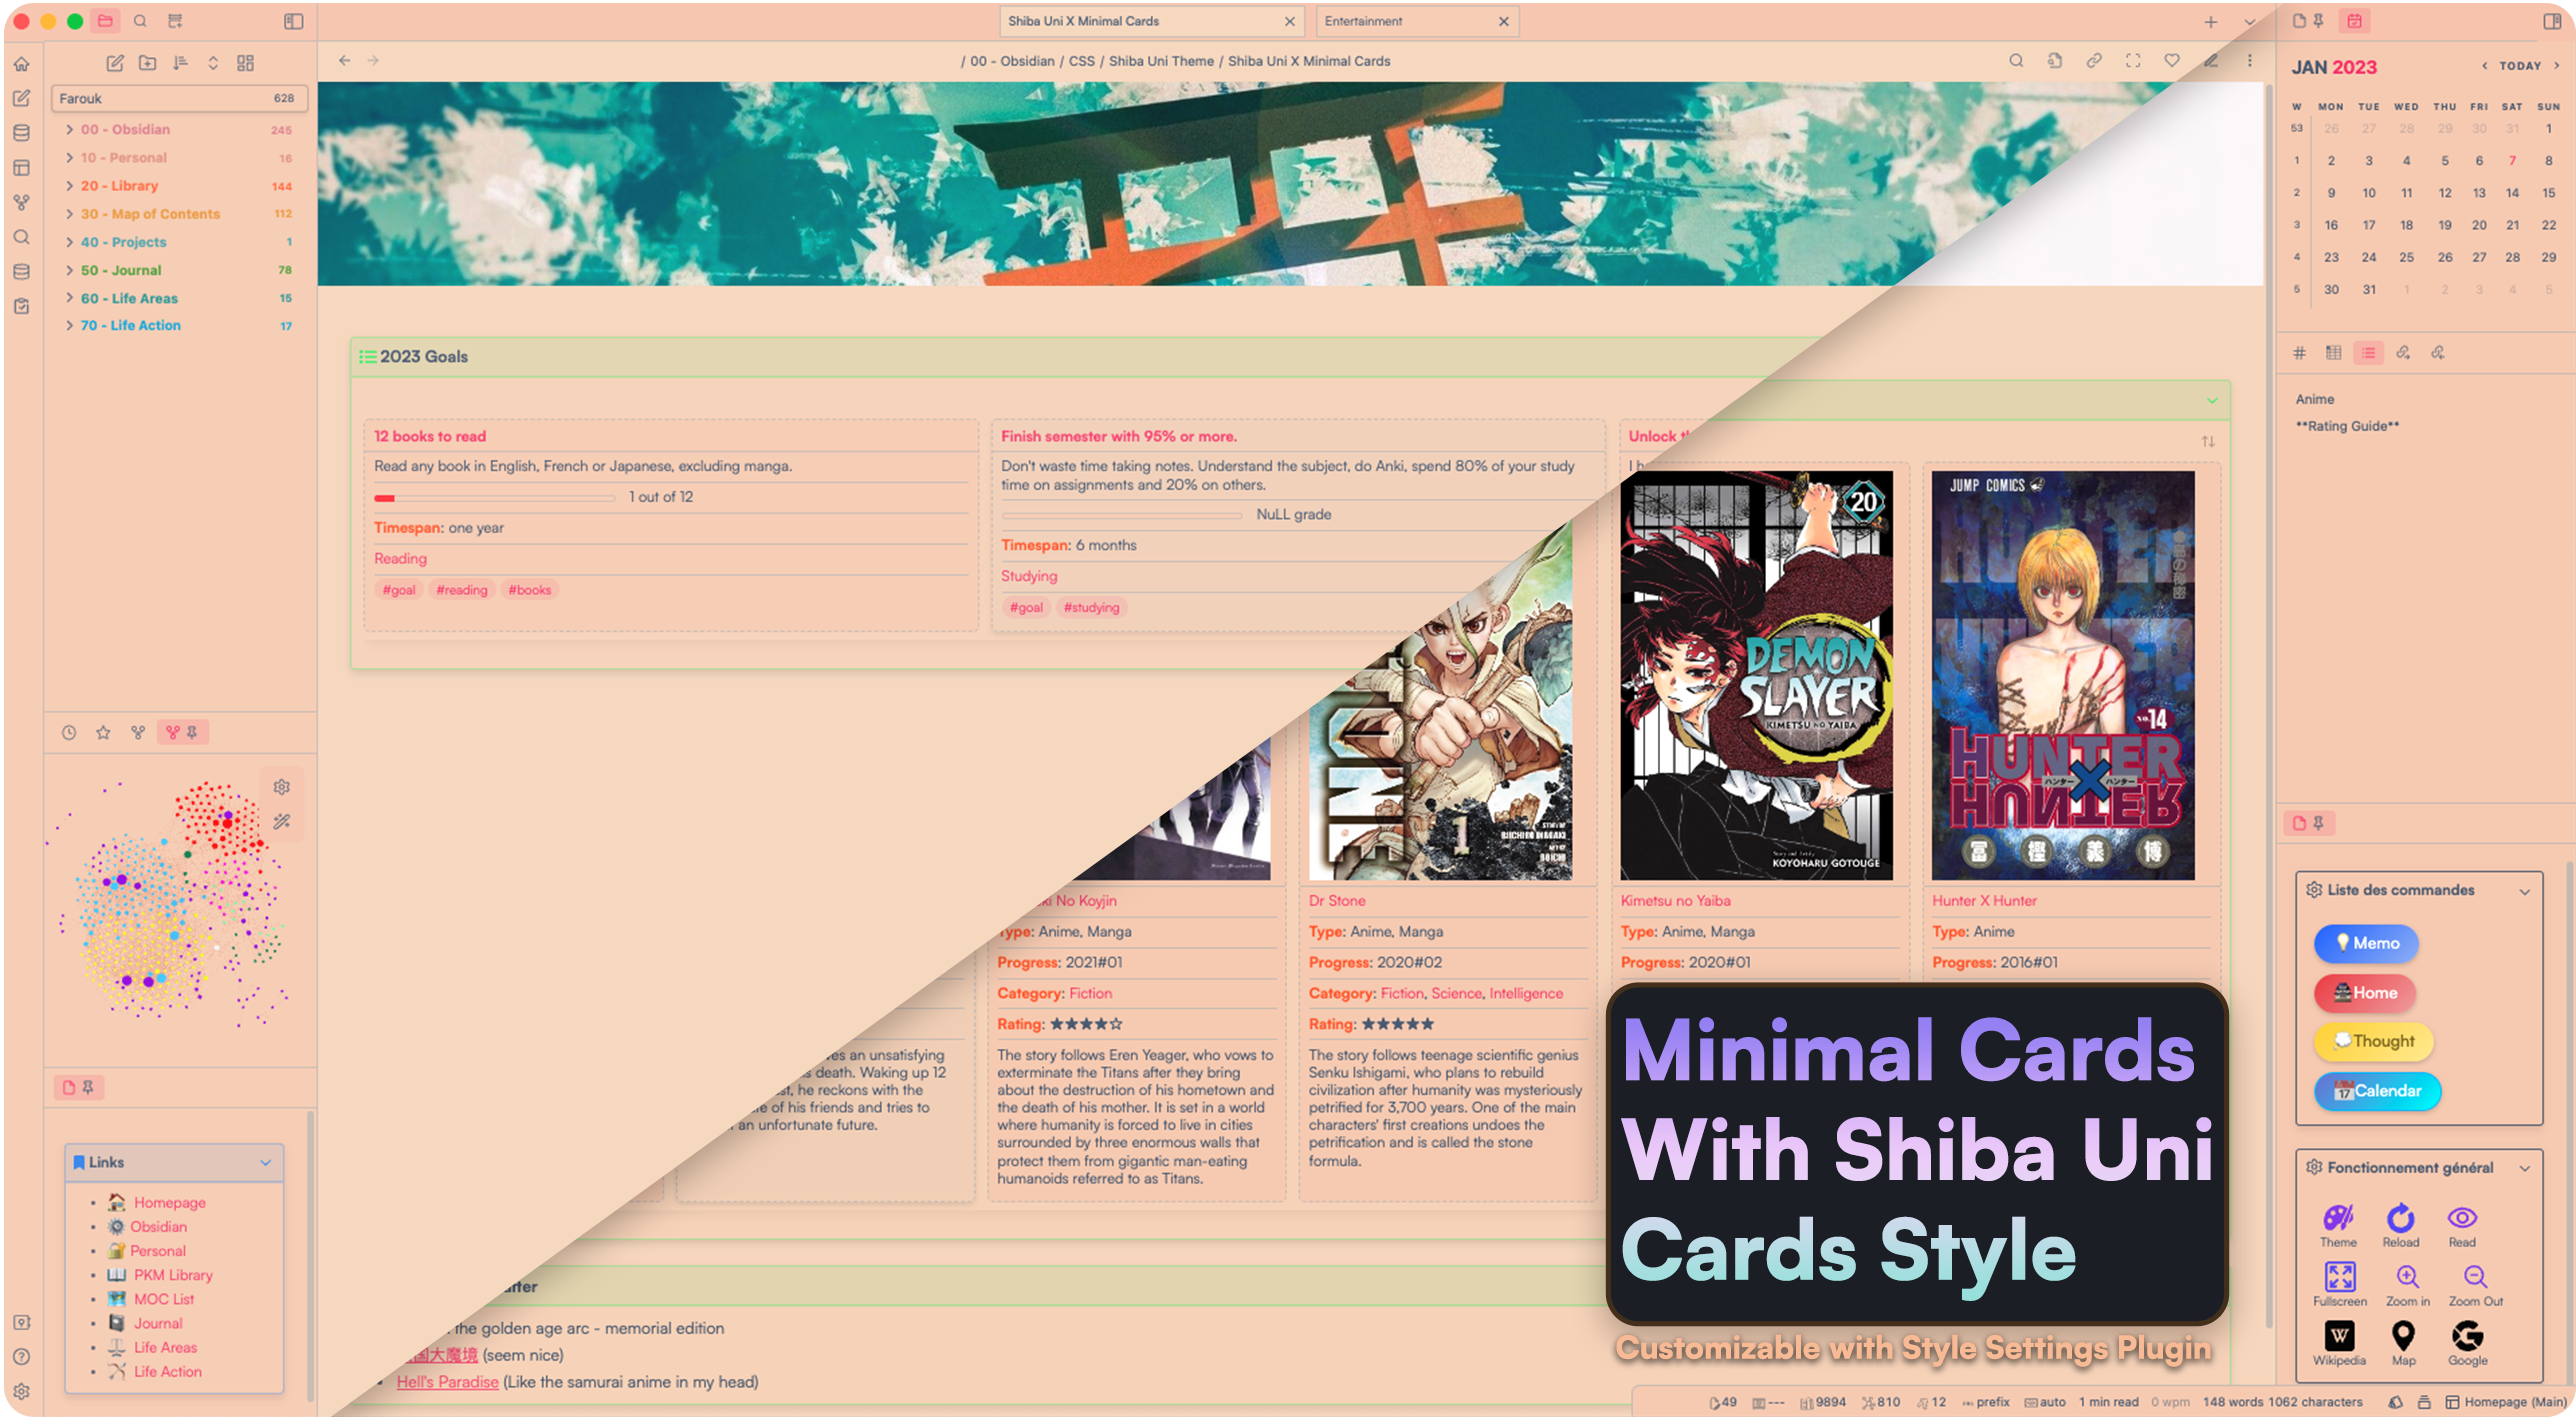 Shiba Uni X Minimal Cards
Entertainment
/ 00 - Obsidian / CSS / Shiba Uni Theme / Shiba Uni X Minimal Cards
Farouk 628
00 - Obsidian 245
10 - Personal 16
20 - Library 144
30 - Map of Contents 112
40 - Projects 1
50 - Journal 78
60 - Life Areas 15
70 - Life Action 17
Links
Homepage
Obsidian
Personal
PKM Library
MOC List
Journal
Life Areas
Life Action
2023 Goals
12 books to read
Read any book in English, French or Japanese, excluding manga.
1 out of 12
Timespan: one year
Reading
#goal #reading #books
Finish semester with 95% or more.
Don't waste time taking notes. Understand the subject, do Anki, spend 80% of your study
time on assignments and 20% on others.
NuLL grade
Timespan: 6 months
Studying
#goal #studying
Unlock
an unsatisfying
death. Waking up 12
he reckons with the
of his friends and tries to
an unfortunate future.
No Koyjin
Type: Anime, Manga
Progress: 2021#01
Category: Fiction
Rating: ★★★★☆
The story follows Eren Yeager, who vows to
exterminate the Titans after they bring
about the destruction of his hometown and
the death of his mother. It is set in a world
where humanity is forced to live in cities
surrounded by three enormous walls that
protect them from gigantic man-eating
humanoids referred to as Titans.
1
BOICHI
Dr Stone
Type: Anime, Manga
Progress: 2020#02
Category: Fiction, Science, Intelligence
Rating: ★★★★★
The story follows teenage scientific genius
Senku Ishigami, who plans to rebuild
civilization after humanity was mysteriously
petrified for 3,700 years. One of the main
characters' first creations undoes the
petrification and is called the stone
formula.
20
DEMON
SLAYER
KIMETSU NO YAIBA
KOYOHARU GOTOUGE
Kimetsu no Yaiba
Type: Anime, Manga
Progress: 2020#01
JUMP COMICS
No.14
HUNTER
ハンター X ハンター
HUNTER
冨 樫 義 博
Hunter X Hunter
Type: Anime
Progress: 2016#01
the golden age arc - memorial edition
国大魔境 (seem nice)
Hell's Paradise (Like the samurai anime in my head)
Minimal Cards
With Shiba Uni
Cards Style
Customizable with Style Settings Plugin
JAN 2023
TODAY
W MON TUE WED THU FRI SAT SUN
53 26 27 28 29 30 31 1
1 2 3 4 5 6 7 8
2 9 10 11 12 13 14 15
3 16 17 18 19 20 21 22
4 23 24 25 26 27 28 29
5 30 31 1 2 3 4 5
Anime
**Rating Guide**
Liste des commandes
Memo
Home
Thought
Calendar
Fonctionnement général
Theme Reload Read
Fullscreen Zoom in Zoom Out
W
Wikipedia Map Google
49 --- 9894 810 12 prefix auto 1 min read 0 wpm 148 words 1062 characters Homepage (Main)